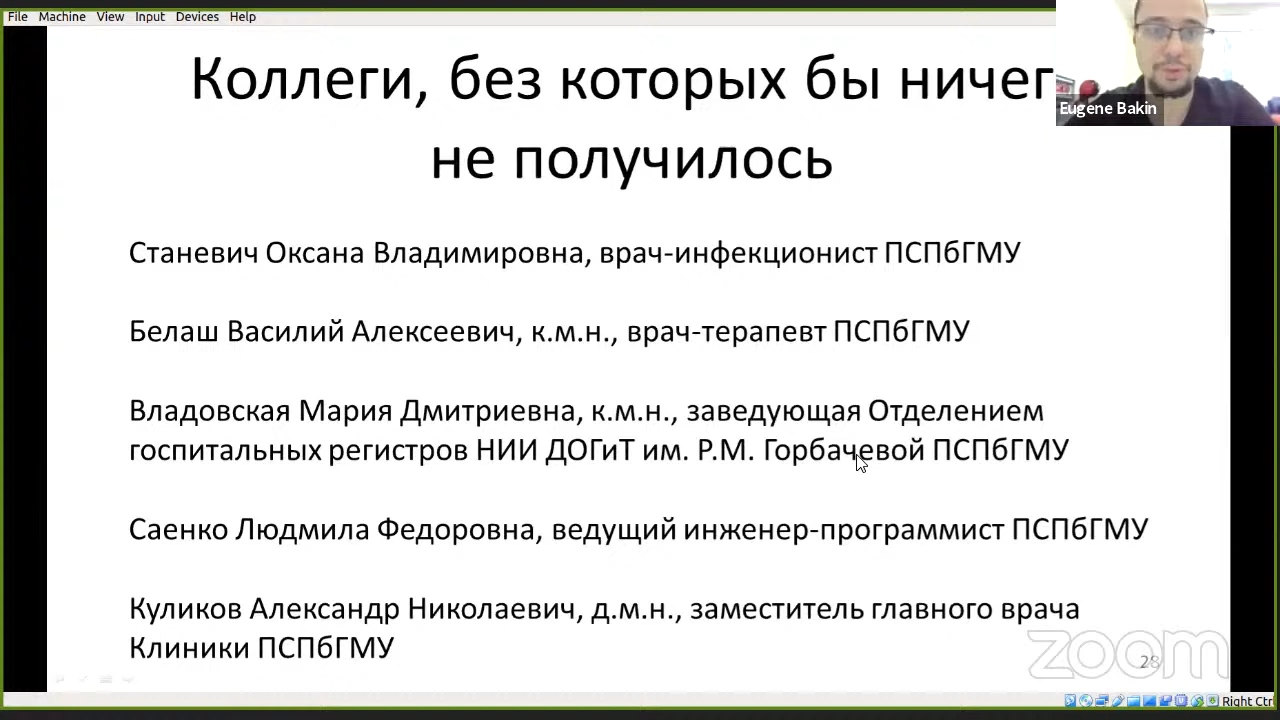 File Machine View Input Devices Help
Коллеги, без которых бы ничег
не получилось
Eugene Bakin
Станевич Оксана Владимировна, врач-инфекционист ПСПбГМУ
Белаш Василий Алексеевич, к.м.н., врач-терапевт ПСПбГМУ
Владовская Мария Дмитриевна, к.м.н., заведующая Отделением
госпитальных регистров НИИ ДОГиТ им. Р.М. Горбачевой ПСПбГМУ
Саенко Людмила Федоровна, ведущий инженер-программист ПСПбГМУ
Куликов Александр Николаевич, д.м.н., заместитель главного врача
Клиники ПСПбГМУ
zoom
28
Right Ctrl